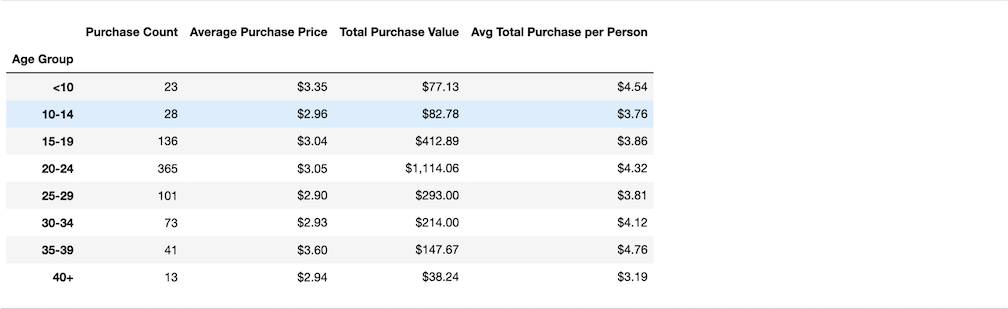 Purchase Count Average Purchase Price Total Purchase Value Avg Total Purchase per Person
Age Group
<10 23 $3.35 $77.13 $4.54
10-14 28 $2.96 $82.78 $3.76
15-19 136 $3.04 $412.89 $3.86
20-24 365 $3.05 $1,114.06 $4.32
25-29 101 $2.90 $293.00 $3.81
30-34 73 $2.93 $214.00 $4.12
35-39 41 $3.60 $147.67 $4.76
40+ 13 $2.94 $38.24 $3.19